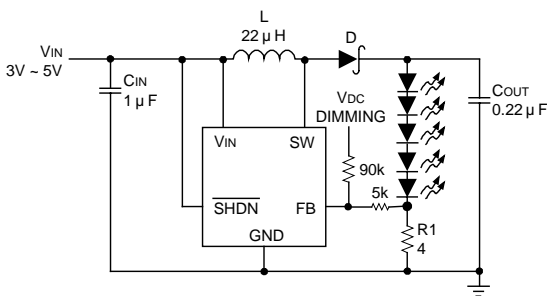 L
22 μ H
D
VIN
3V ~ 5V
CIN
1 μ F
VDC
DIMMING
COUT
0.22 μ F
VIN
SW
90k
5k
SHDN
FB
GND
R1
4